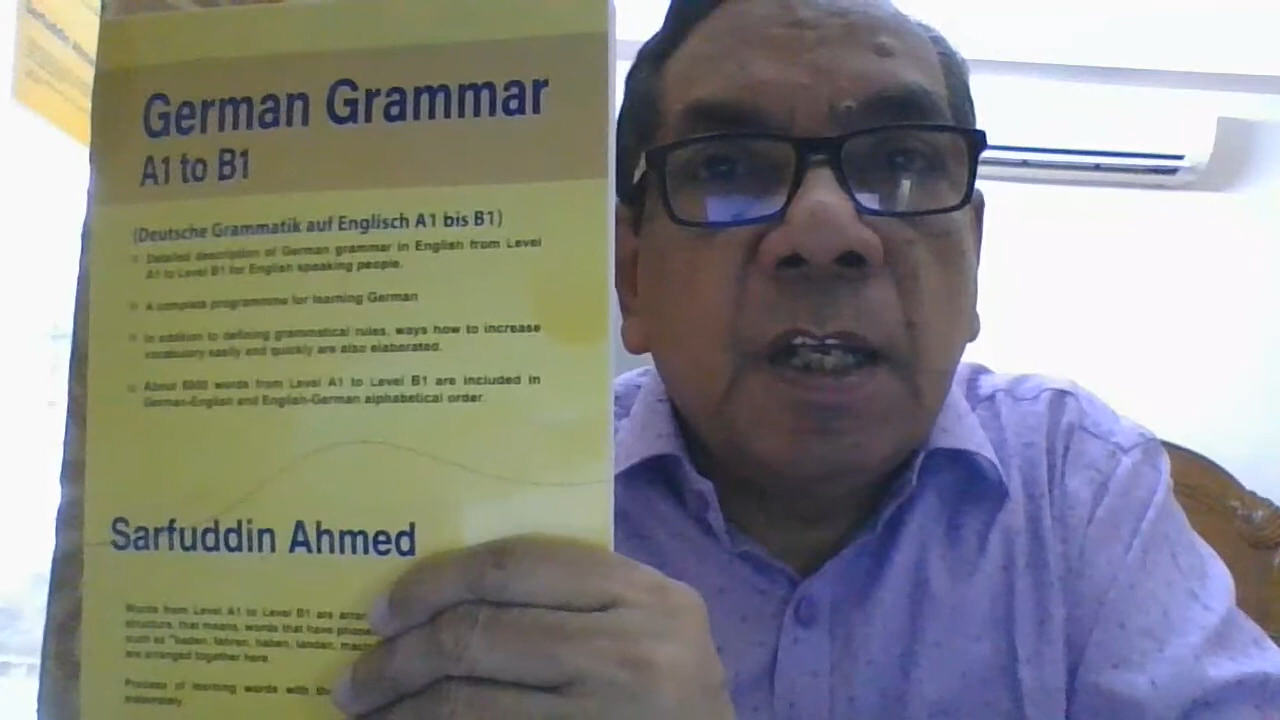 German Grammar
A1 to B1
(Deutsche Grammatik auf Englisch A1 bis B1)
Detailed description of German grammar in English from Level
A1 to Level B1 for English speaking people.
A complete programme for learning German
In addition to defining grammatical rules, ways how to increase
vocabulary easily and quickly are also elaborated.
About words from Level A1 to Level B1 are included in
German-English and English-German alphabetical order.
Sarfuddin Ahmed
Words from Level A1 to Level B1 are
structure, that means, words that have
such as "baden, fahren, haben, landen,
are arranged together here.
Process of learning words with